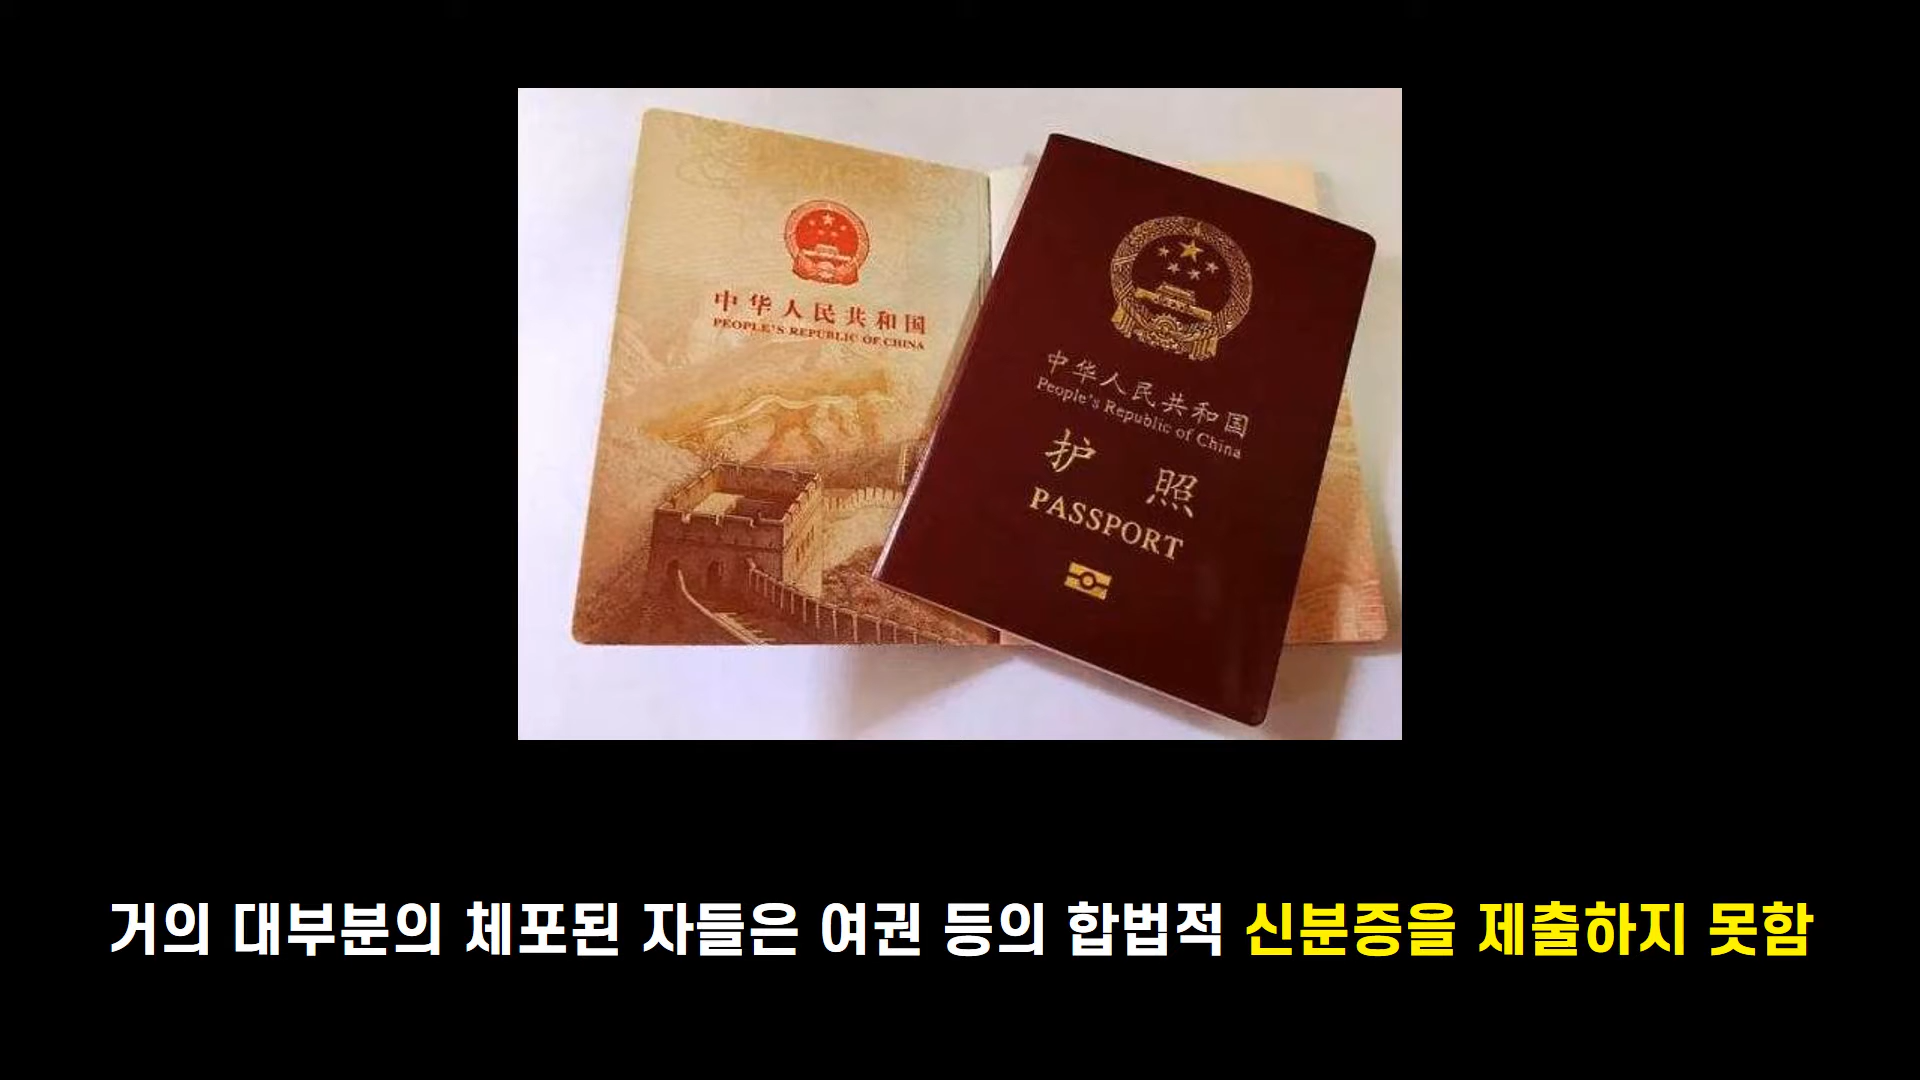 中华人民共和国
PEOPLE'S REPUBLIC OF CHINA
中华人民共和国
People's Republic of China
护照
PASSPORT
거의 대부분의 체포된 자들은 여권 등의 합법적 신분증을 제출하지 못함